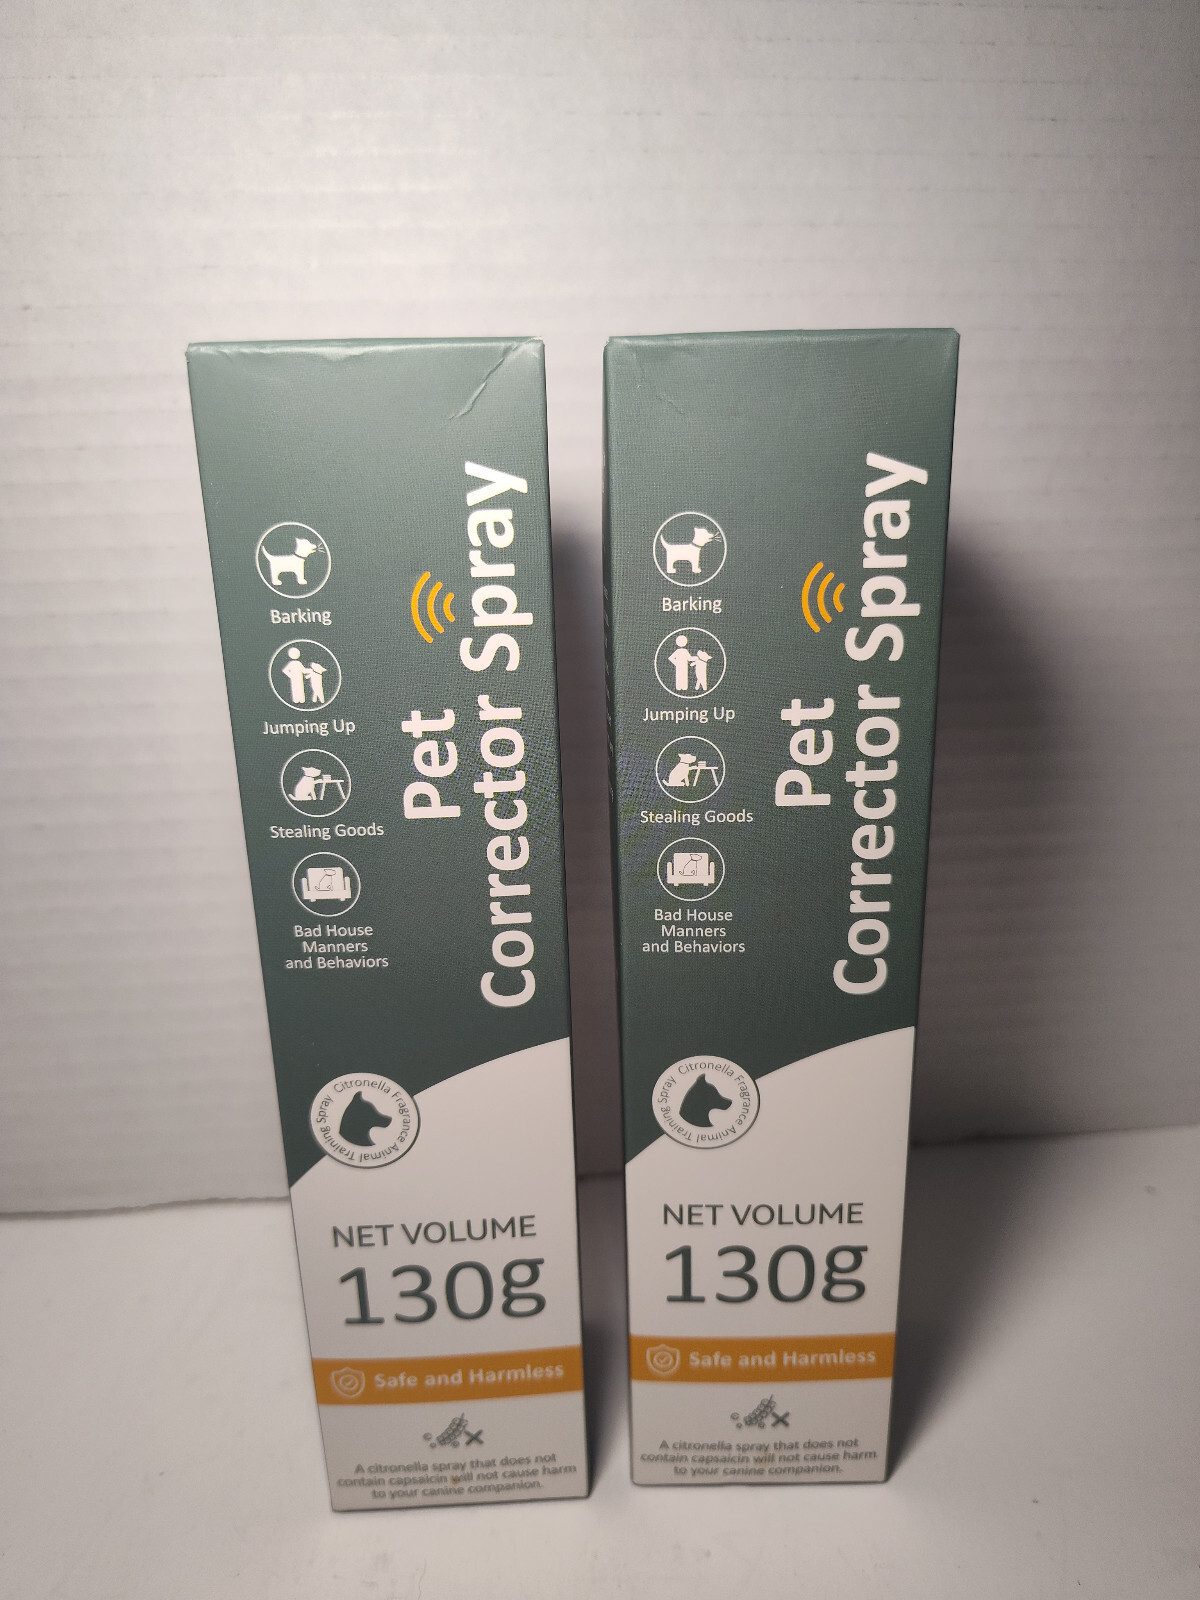 Barking
Jumping Up
Stealing Goods
Bad House
Manners
and Behaviors
Pet
Corrector Spray
Citronella Fragrance Animal Training Spray
NET VOLUME
130g
Safe and Harmless
A citronella spray that does not
contain capsaicin will not cause harm
to your canine companion.
Barking
Jumping Up
Stealing Goods
Bad House
Manners
and Behaviors
Pet
Corrector Spray
Citronella Fragrance Animal Training Spray
NET VOLUME
130g
Safe and Harmless
A citronella spray that does not
contain capsaicin will not cause harm
to your canine companion.